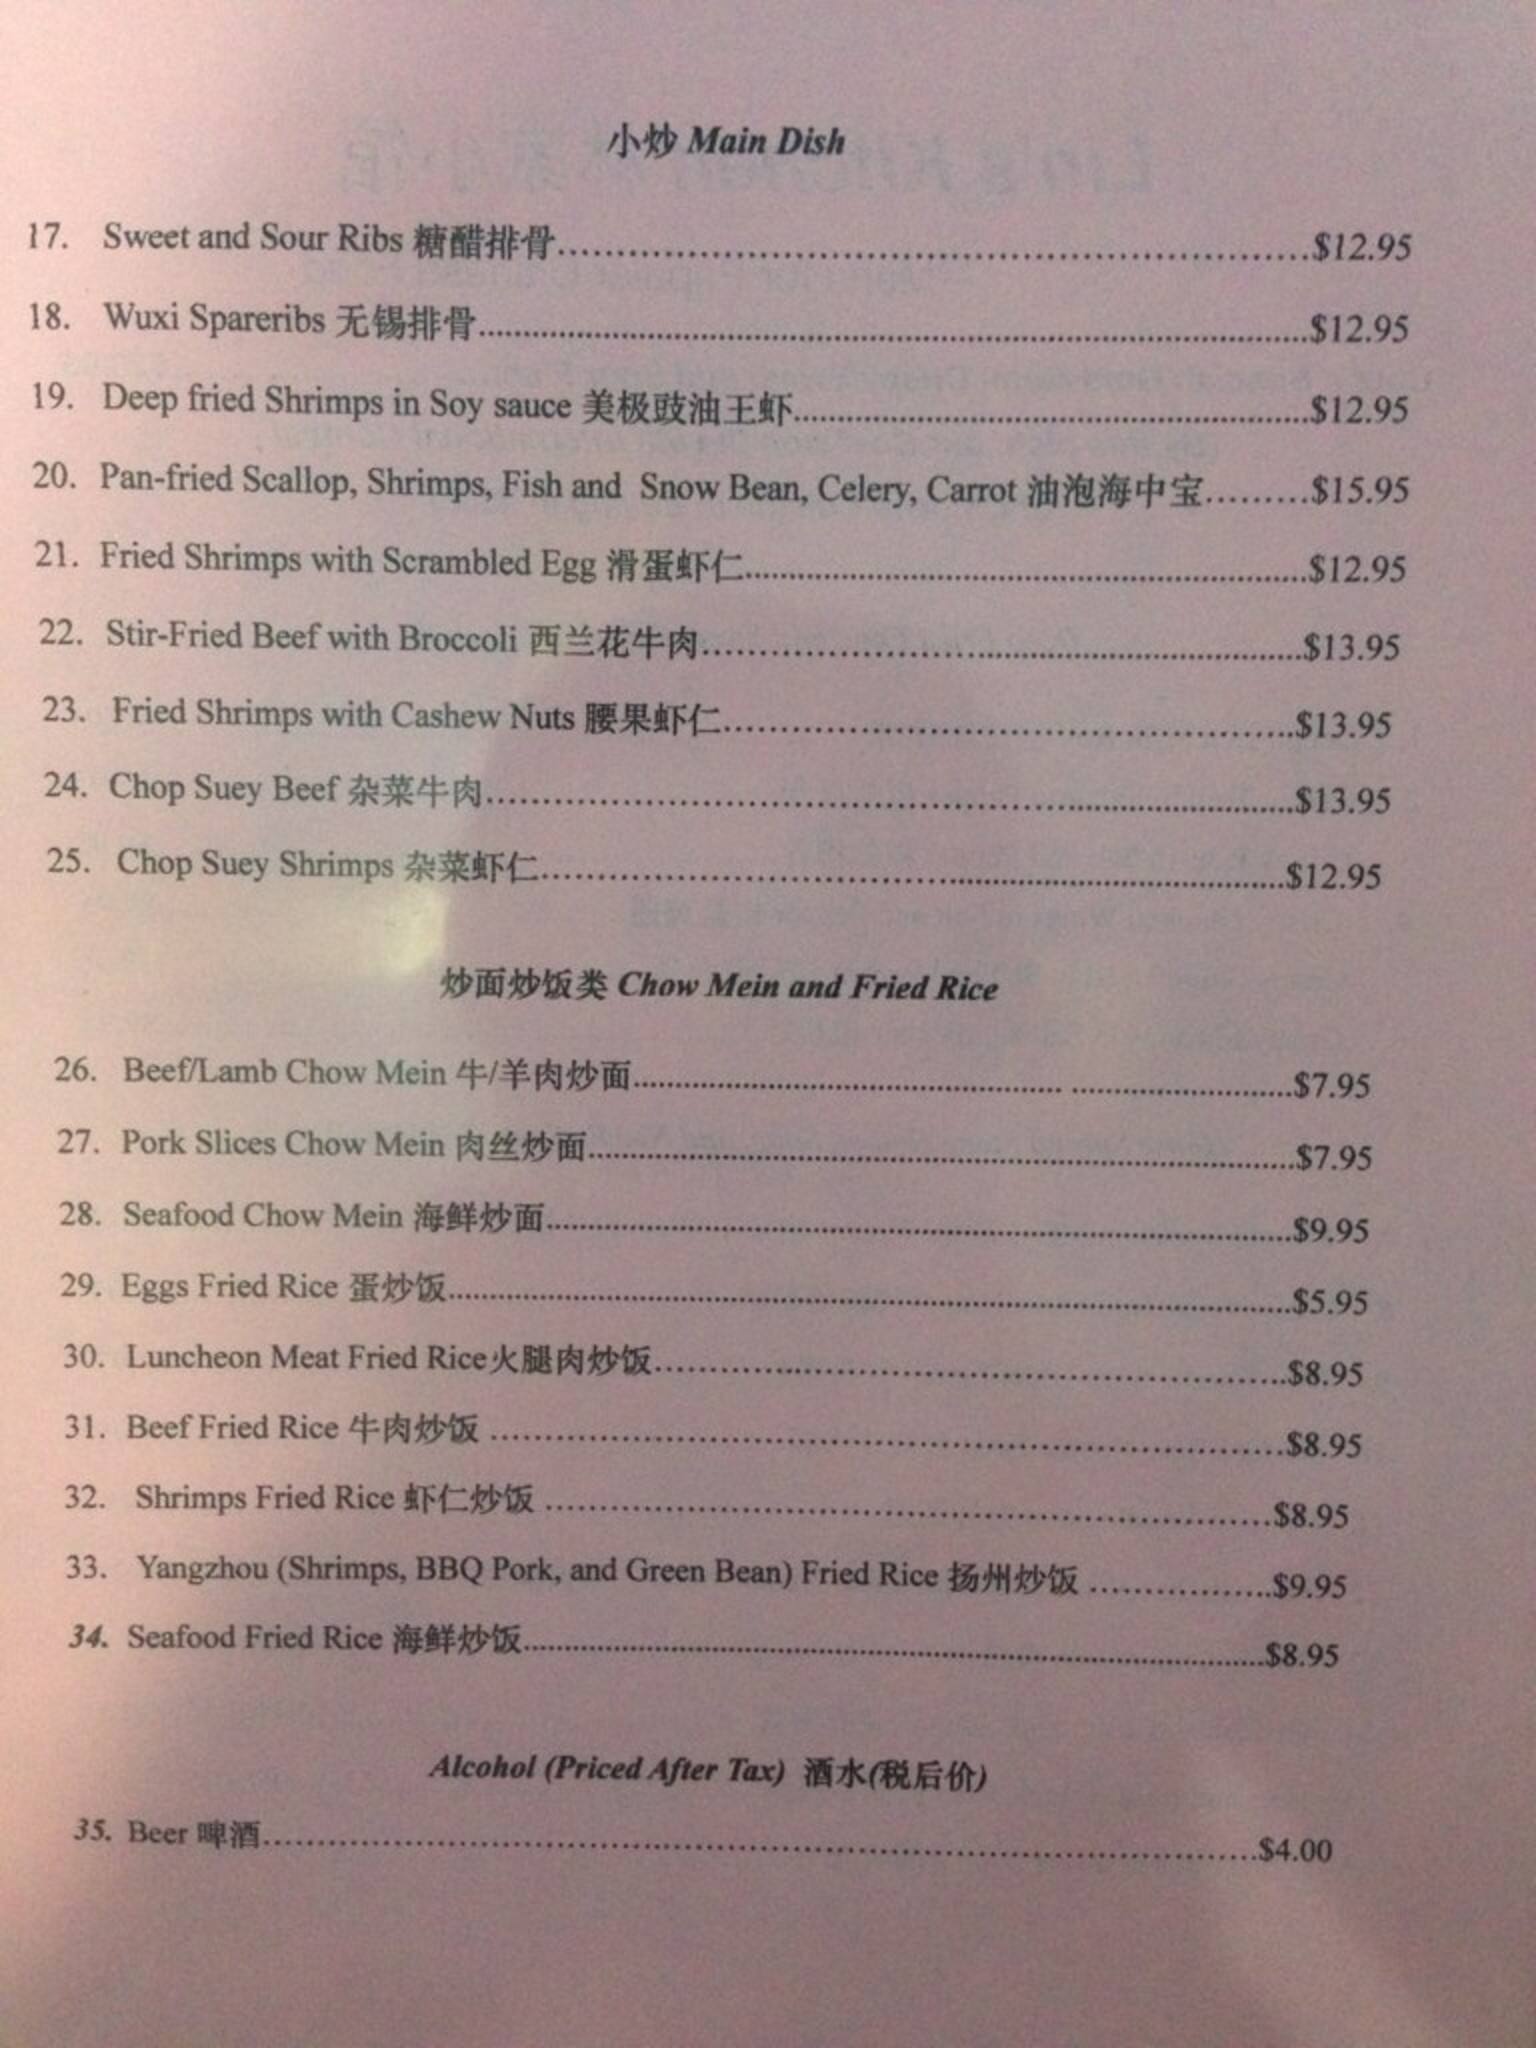 小炒 Main Dish
17. Sweet and Sour Ribs 糖醋排骨..........$12.95
18. Wuxi Spareribs 无锡排骨..........$12.95
19. Deep fried Shrimps in Soy sauce 美极豉油王虾..........$12.95
20. Pan-fried Scallop, Shrimps, Fish and Snow Bean, Celery, Carrot 油泡海中宝.........$15.95
21. Fried Shrimps with Scrambled Egg 滑蛋虾仁..........$12.95
22. Stir-Fried Beef with Broccoli 西兰花牛肉..........$13.95
23. Fried Shrimps with Cashew Nuts 腰果虾仁..........$13.95
24. Chop Suey Beef 杂菜牛肉..........$13.95
25. Chop Suey Shrimps 杂菜虾仁..........$12.95
炒面炒饭类 Chow Mein and Fried Rice
26. Beef/Lamb Chow Mein 牛/羊肉炒面..........$7.95
27. Pork Slices Chow Mein 肉丝炒面..........$7.95
28. Seafood Chow Mein 海鲜炒面..........$9.95
29. Eggs Fried Rice 蛋炒饭..........$5.95
30. Luncheon Meat Fried Rice火腿肉炒饭..........$8.95
31. Beef Fried Rice 牛肉炒饭 ..........$8.95
32. Shrimps Fried Rice 虾仁炒饭 ..........$8.95
33. Yangzhou (Shrimps, BBQ Pork, and Green Bean) Fried Rice 扬州炒饭 ..........$9.95
34. Seafood Fried Rice 海鲜炒饭..........$8.95
Alcohol (Priced After Tax) 酒水(税后价)
35. Beer 啤酒..........$4.00